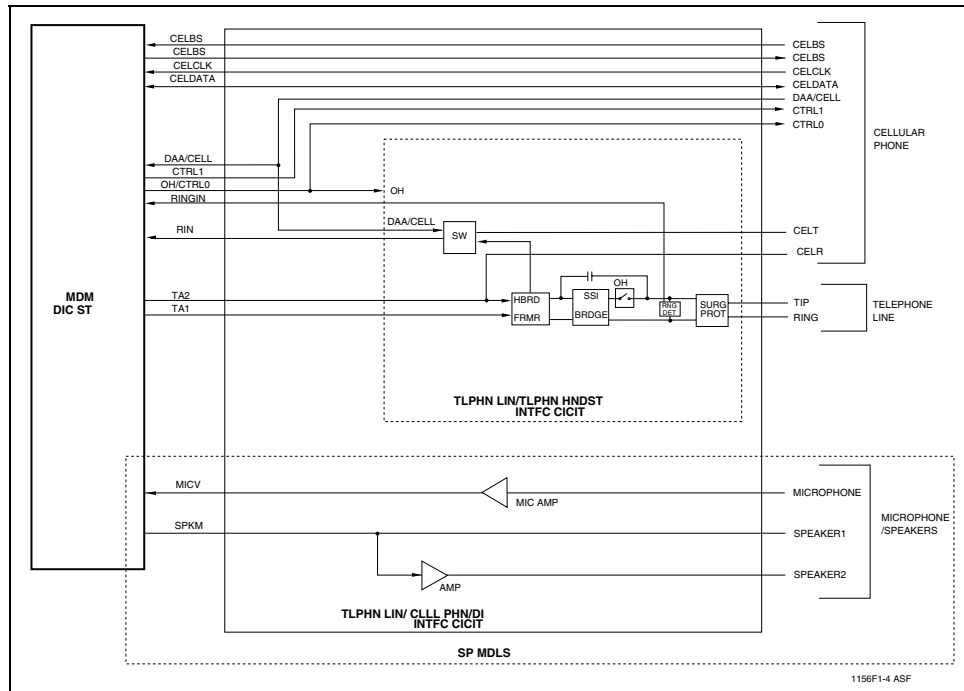 CELBS
CELBS
CELBS
CELBS
CELCLK
CELCLK
CELDATA
CELDATA
DAA/CELL
CTRL1
CTRL0
CELLULAR
PHONE
DAA/CELL
CTRL1
OH/CTRL0
OH
RINGIN
DAA/CELL
RIN
SW
CELT
CELR
MDM
DIC ST
TA2
TA1
HBRD
FRMR
SSI
BRDGE
OH
RNG
DET
SURG
PROT
TIP
RING
TELEPHONE
LINE
TLPHN LIN/TLPHN HNDST
INTFC CICIT
MICV
MIC AMP
MICROPHONE
SPKM
SPEAKER1
MICROPHONE
/SPEAKERS
AMP
SPEAKER2
TLPHN LIN/ CLLL PHN/DI
INTFC CICIT
SP MDLS
1156F1-4 ASF